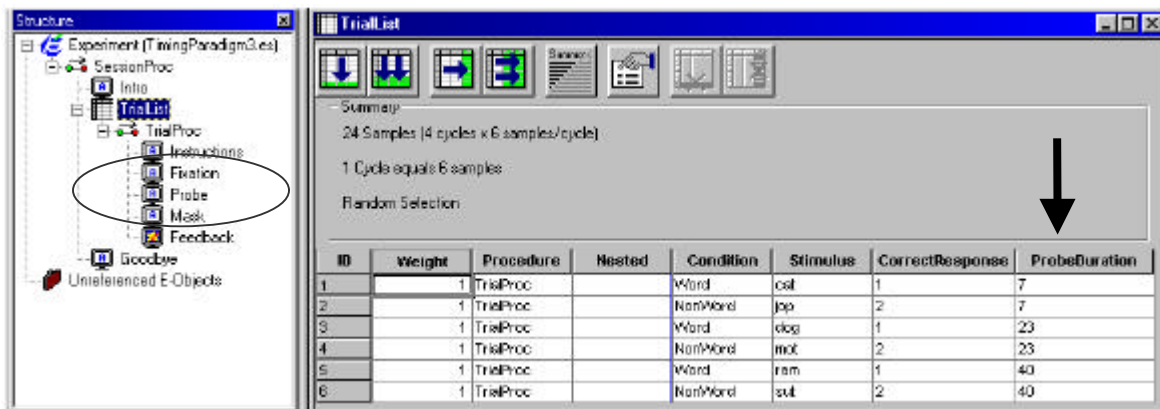 Structure
Experiment (TimingParadigm3.es)
SessionProc
Intro
TrialList
TrialProc
Instructions
Fixation
Probe
Mask
Feedback
Goodbye
Unreferenced E-Objects
TrialList
Summary
24 Samples (4 cycles x 6 samples/cycle)
1 Cycle equals 6 samples
Random Selection
ID Weight Procedure Nested Condition Stimulus CorrectResponse ProbeDuration
1 1 TrialProc Word cat 1 7
2 1 TrialProc NonWord jop 2 7
3 1 TrialProc Word dog 1 23
4 1 TrialProc NonWord mot 2 23
5 1 TrialProc Word ram 1 40
6 1 TrialProc NonWord sut 2 40